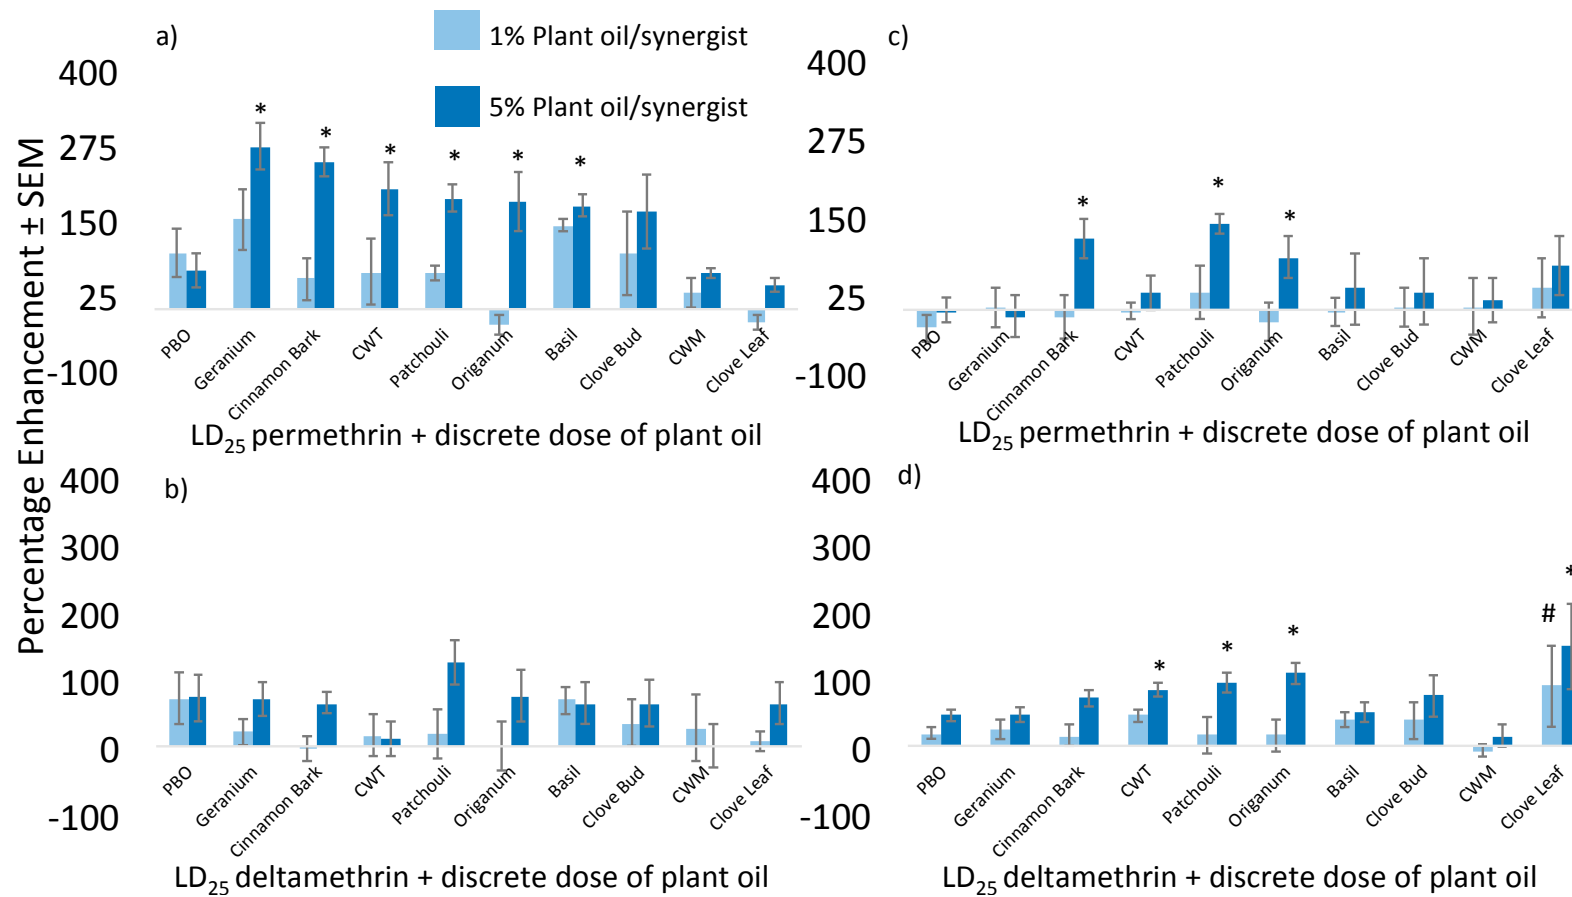 Percentage Enhancement ± SEM
a)
1% Plant oil/synergist
5% Plant oil/synergist
400
275
150
25
-100
* * * * * *
PBO
Geranium
Cinnamon Bark
CWT
Patchouli
Origanum
Basil
Clove Bud
CWM
Clove Leaf
LD25 permethrin + discrete dose of plant oil
c)
400
275
150
25
-100
* * *
PBO
Geranium
Cinnamon Bark
CWT
Patchouli
Origanum
Basil
Clove Bud
CWM
Clove Leaf
LD25 permethrin + discrete dose of plant oil
b)
400
300
200
100
0
-100
PBO
Geranium
Cinnamon Bark
CWT
Patchouli
Origanum
Basil
Clove Bud
CWM
Clove Leaf
LD25 deltamethrin + discrete dose of plant oil
d)
400
300
200
100
0
-100
* * * # *
PBO
Geranium
Cinnamon Bark
CWT
Patchouli
Origanum
Basil
Clove Bud
CWM
Clove Leaf
LD25 deltamethrin + discrete dose of plant oil